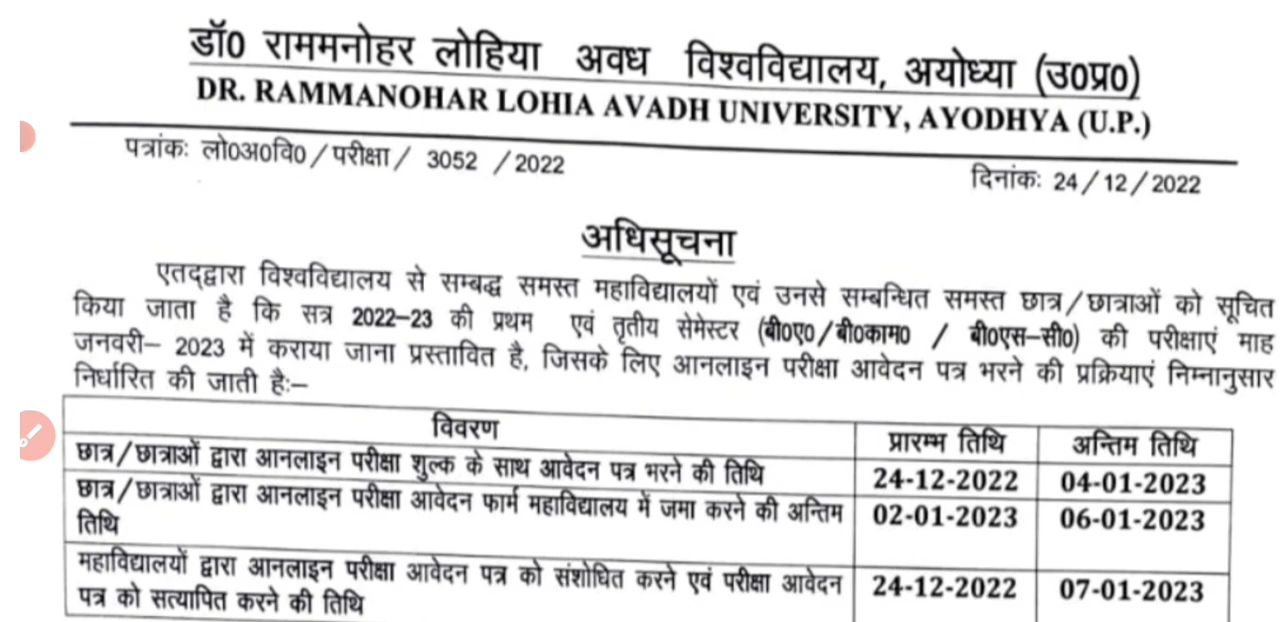 डॉ0 राममनोहर लोहिया अवध विश्वविद्यालय, अयोध्या (उ0प्र0)
DR. RAMMANOHAR LOHIA AVADH UNIVERSITY, AYODHYA (U.P.)
पत्रांकः लो0अ0वि0 / परीक्षा / 3052 / 2022
दिनांकः 24 / 12 / 2022
अधिसूचना
एतद्द्वारा विश्वविद्यालय से सम्बद्ध समस्त महाविद्यालयों एवं उनसे सम्बन्धित समस्त छात्र / छात्राओं को सूचित
किया जाता है कि सत्र 2022–23 की प्रथम एवं तृतीय सेमेस्टर (बी0ए0 / बी0काम0 / बी0एस–सी0) की परीक्षाएं माह
जनवरी– 2023 में कराया जाना प्रस्तावित है, जिसके लिए आनलाइन परीक्षा आवेदन पत्र भरने की प्रक्रियाएं निम्नानुसार
निर्धारित की जाती हैः–
विवरण प्रारम्भ तिथि अन्तिम तिथि
छात्र / छात्राओं द्वारा आनलाइन परीक्षा शुल्क के साथ आवेदन पत्र भरने की तिथि 24-12-2022 04-01-2023
छात्र / छात्राओं द्वारा आनलाइन परीक्षा आवेदन फार्म महाविद्यालय में जमा करने की अन्तिम 02-01-2023 06-01-2023
तिथि
महाविद्यालयों द्वारा आनलाइन परीक्षा आवेदन पत्र को संशोधित करने एवं परीक्षा आवेदन 24-12-2022 07-01-2023
पत्र को सत्यापित करने की तिथि